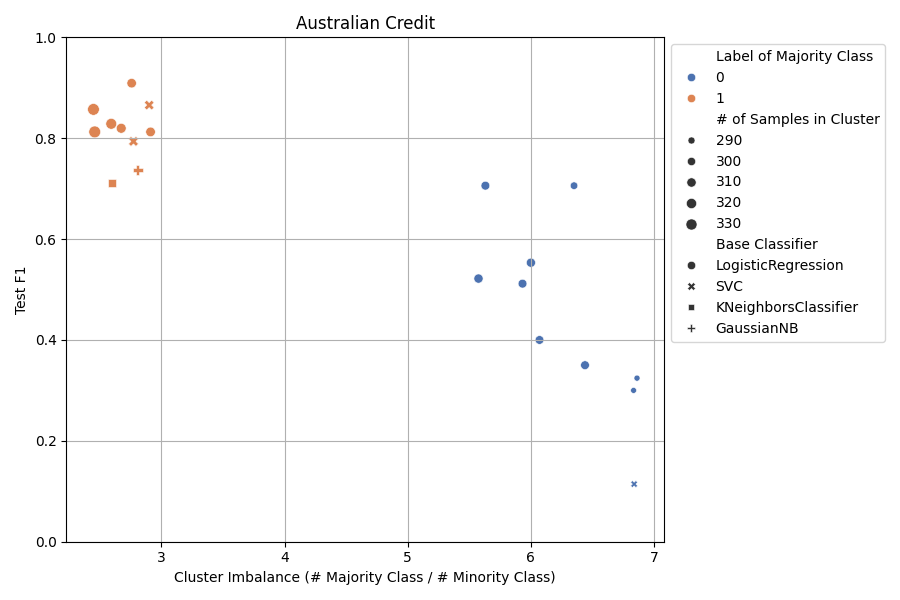 Australian Credit
1.0
0.8
0.6
0.4
0.2
0.0
Test F1
3
4
5
6
7
Cluster Imbalance (# Majority Class / # Minority Class)
Label of Majority Class
0
1
# of Samples in Cluster
290
300
310
320
330
Base Classifier
LogisticRegression
SVC
KNeighborsClassifier
GaussianNB